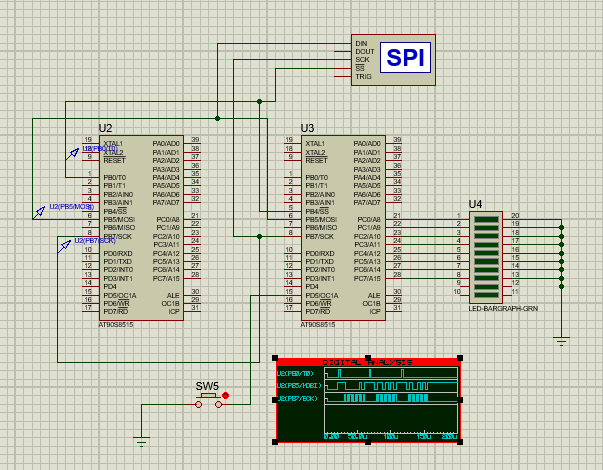 DIN
DOUT
SCK
SS
TRIG
SPI
U2
19 XTAL1 PA0/AD0 39
18 XTAL2 PA1/AD1 38
9 RESET PA2/AD2 37
PA3/AD3 36
1 PB0/T0 PA4/AD4 35
2 PB1/T1 PA5/AD5 34
3 PB2/AIN0 PA6/AD6 33
4 PB3/AIN1 PA7/AD7 32
PB4/SS
6 PB5/MOSI PC0/A8 21
7 PB6/MISO PC1/A9 22
8 PB7/SCK PC2/A10 23
PC3/A11 24
10 PD0/RXD PC4/A12 25
11 PD1/TXD PC5/A13 26
12 PD2/INT0 PC6/A14 27
13 PD3/INT1 PC7/A15 28
14 PD4
15 PD5/OC1A ALE 30
16 PD6/WR OC1B 29
17 PD7/RD ICP 31
AT90S8515
U2(PB0/T0)
U2(PB5/MOSI)
U2(PB7/SCK)
U3
19 XTAL1 PA0/AD0 39
18 XTAL2 PA1/AD1 38
9 RESET PA2/AD2 37
PA3/AD3 36
1 PB0/T0 PA4/AD4 35
2 PB1/T1 PA5/AD5 34
3 PB2/AIN0 PA6/AD6 33
4 PB3/AIN1 PA7/AD7 32
5 PB4/SS
6 PB5/MOSI PC0/A8 21
7 PB6/MISO PC1/A9 22
8 PB7/SCK PC2/A10 23
PC3/A11 24
10 PD0/RXD PC4/A12 25
11 PD1/TXD PC5/A13 26
12 PD2/INT0 PC6/A14 27
13 PD3/INT1 PC7/A15 28
14 PD4
15 PD5/OC1A ALE 30
16 PD6/WR OC1B 29
17 PD7/RD ICP 31
AT90S8515
U4
1 20
2 19
3 18
4 17
5 16
6 15
7 14
8 13
9 12
10 11
LED-BARGRAPH-GRN
SW5
DIGITAL ANALYSIS
U2(PB0/T0)
U2(PB5/MOSI)
U2(PB7/SCK)
0.00 50.0u 100u 150u 200u